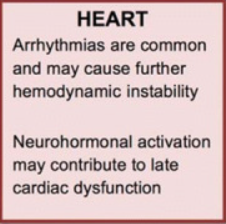 HEART
Arrhythmias are common
and may cause further
hemodynamic instability
Neurohormonal activation
may contribute to late
cardiac dysfunction